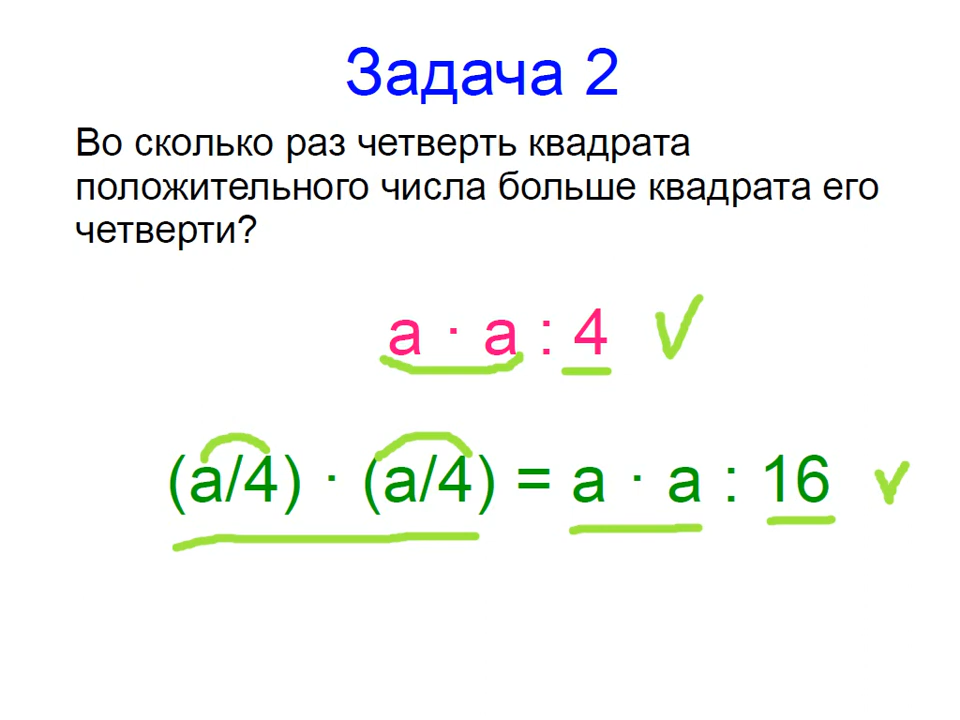 Задача 2
Во сколько раз четверть квадрата
положительного числа больше квадрата его
четверти?
a · a : 4
(a/4) · (a/4) = a · a : 16